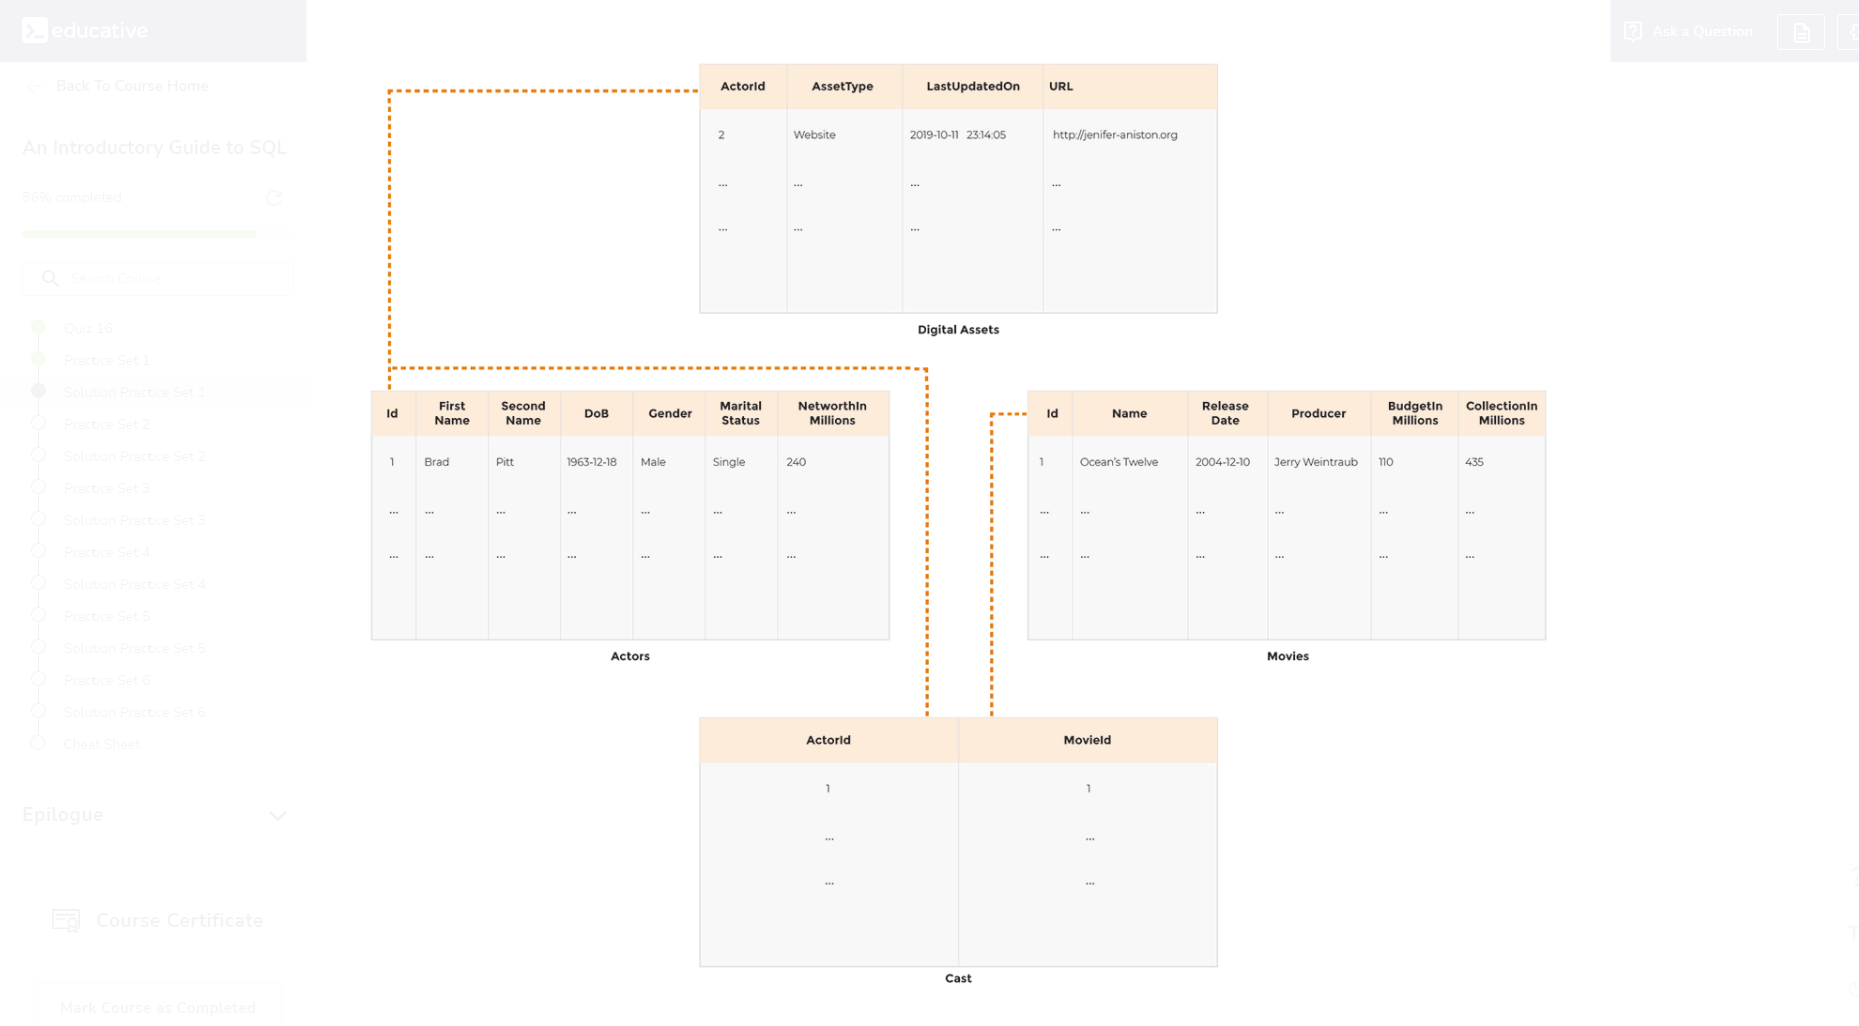 educative
Ask a Question
Back To Course Home
An Introductory Guide to SQL
86% completed
Search Course
Quiz 16
Practice Set 1
Solution Practice Set 1
Practice Set 2
Solution Practice Set 2
Practice Set 3
Solution Practice Set 3
Practice Set 4
Solution Practice Set 4
Practice Set 5
Solution Practice Set 5
Practice Set 6
Solution Practice Set 6
Cheat Sheet
Epilogue
Course Certificate
Mark Course as Completed
ActorId AssetType LastUpdatedOn URL
2 Website 2019-10-11 23:14:05 http://jenifer-aniston.org
... ... ... ...
... ... ... ...
Digital Assets
Id First Name Second Name DoB Gender Marital Status NetworthIn Millions
1 Brad Pitt 1963-12-18 Male Single 240
... ... ... ... ... ... ...
... ... ... ... ... ... ...
Actors
Id Name Release Date Producer BudgetIn Millions CollectionIn Millions
1 Ocean's Twelve 2004-12-10 Jerry Weintraub 110 435
... ... ... ... ... ...
... ... ... ... ... ...
Movies
ActorId MovieId
1 1
... ...
... ...
Cast